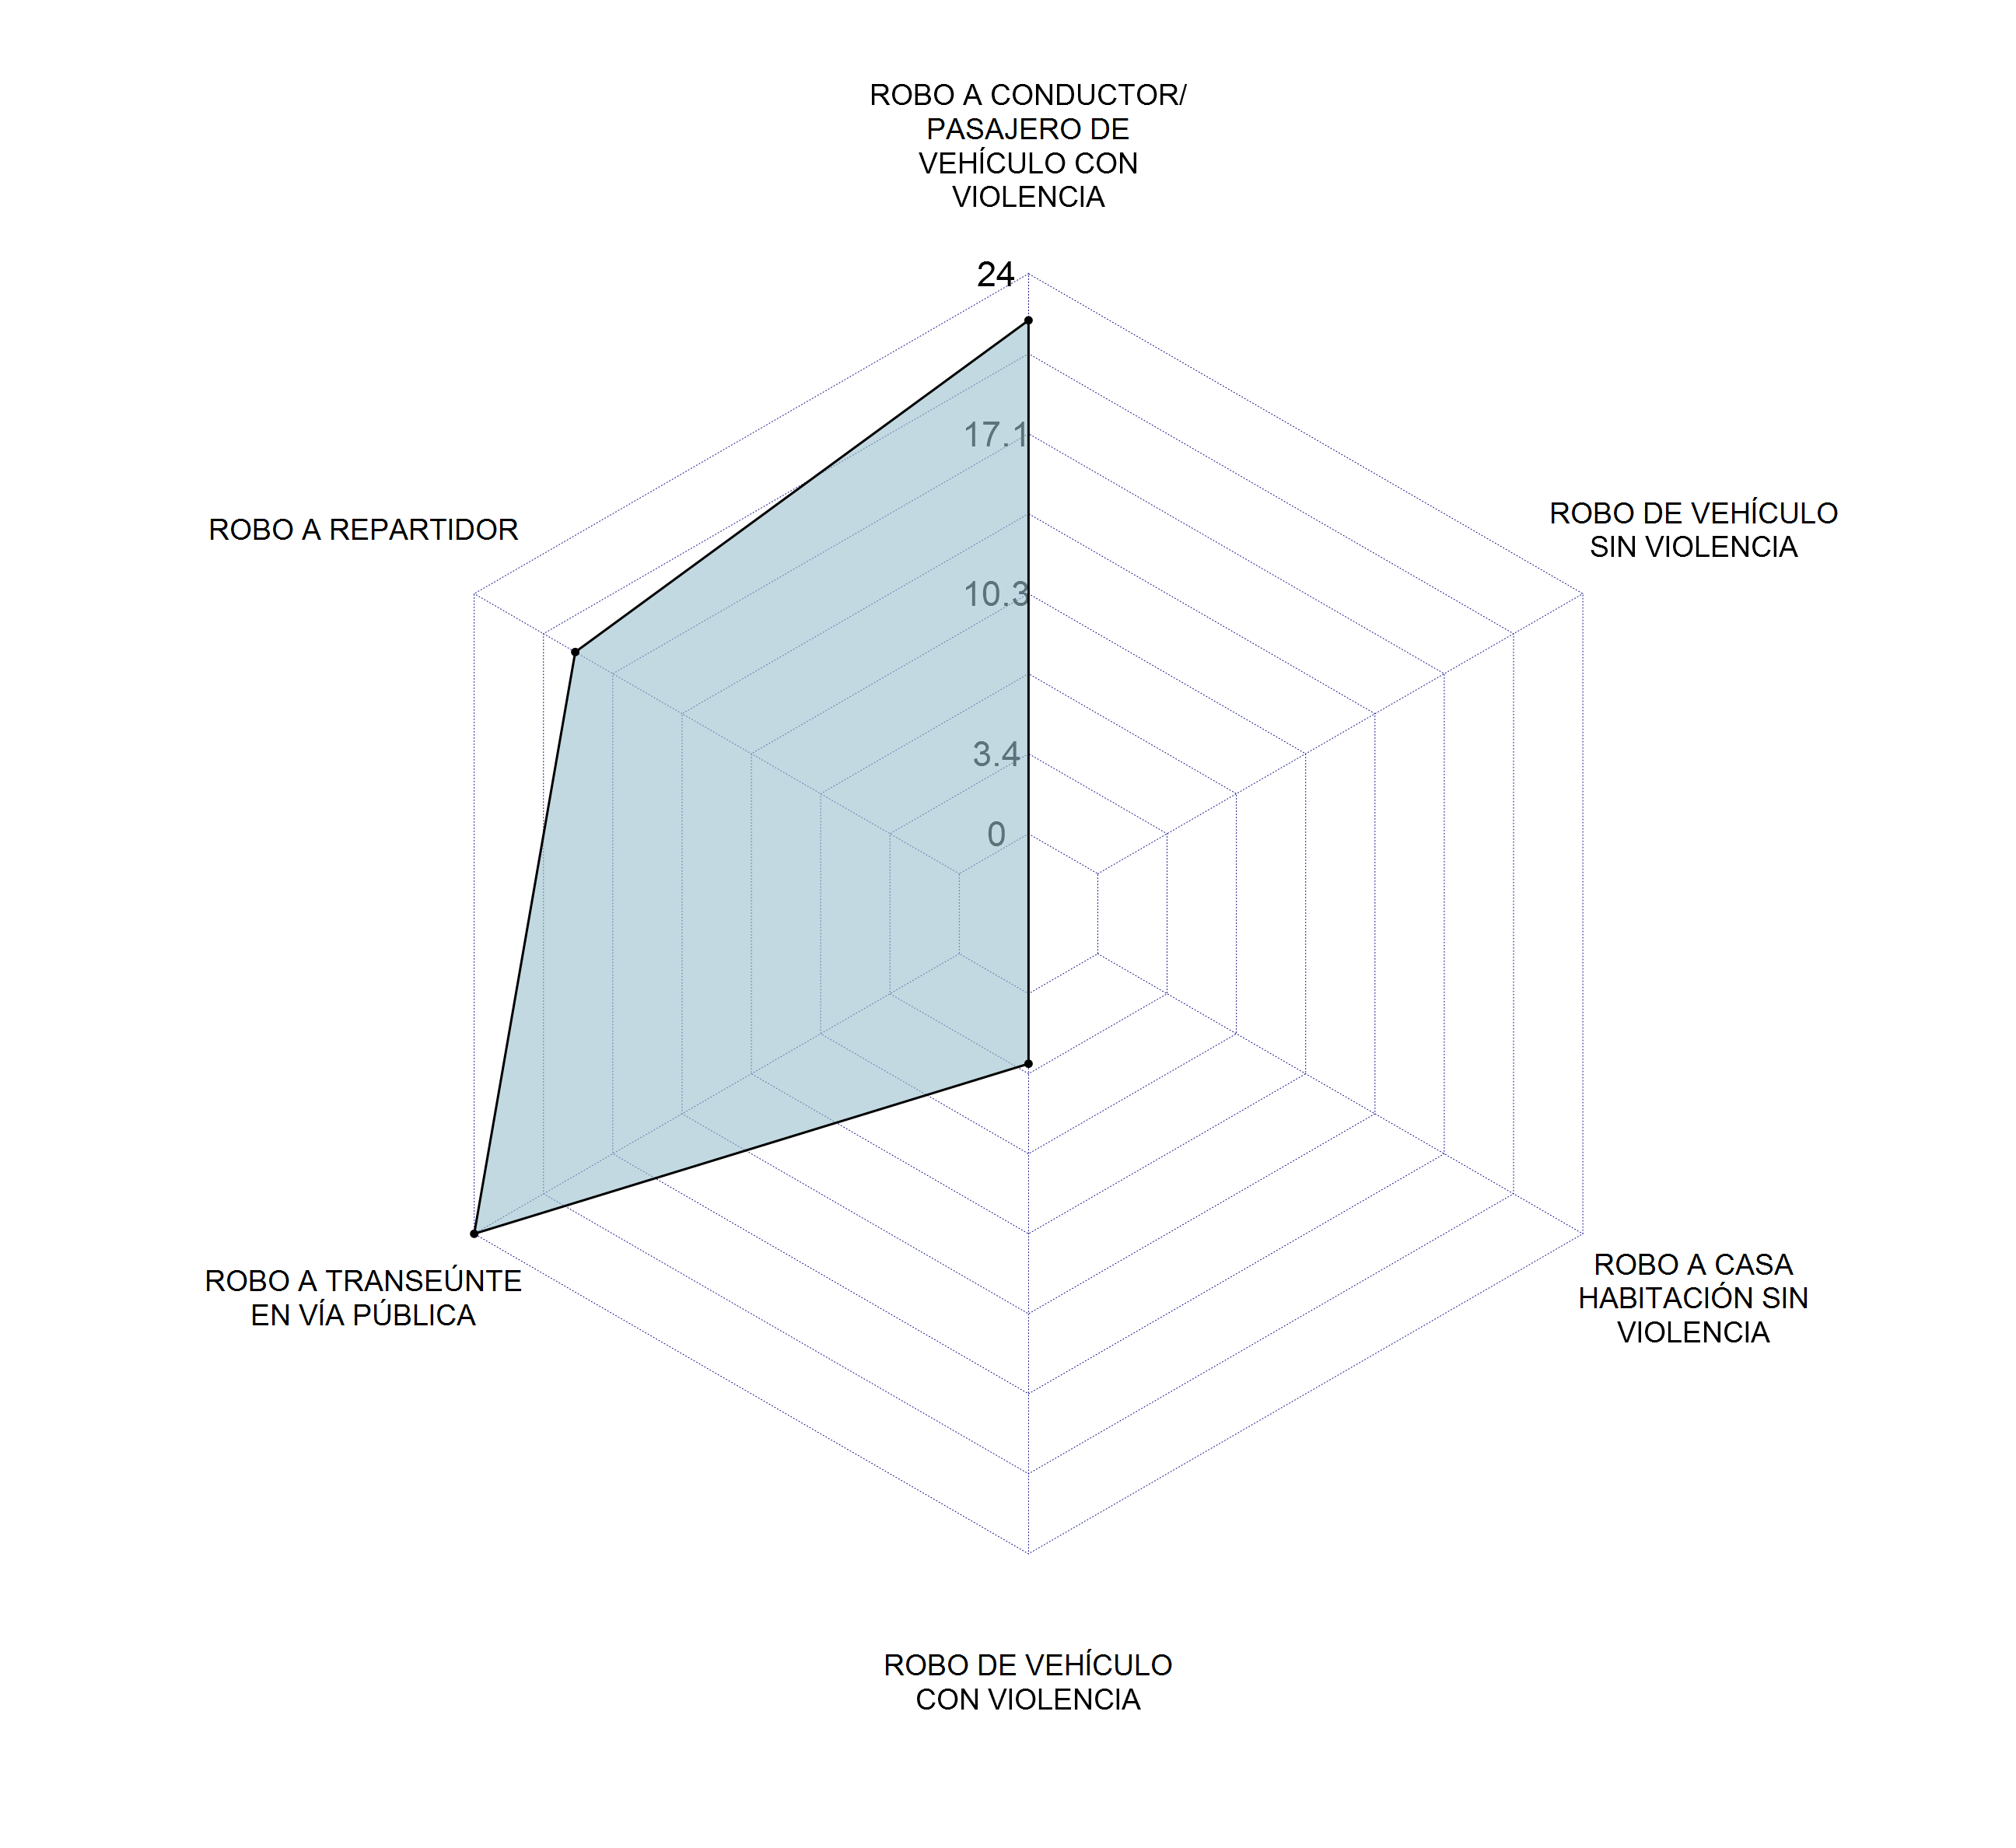 ROBO A CONDUCTOR/
PASAJERO DE
VEHÍCULO CON
VIOLENCIA
24
17.1
10.3
3.4
0
ROBO A REPARTIDOR
ROBO DE VEHÍCULO
SIN VIOLENCIA
ROBO A TRANSEÚNTE
EN VÍA PÚBLICA
ROBO A CASA
HABITACIÓN SIN
VIOLENCIA
ROBO DE VEHÍCULO
CON VIOLENCIA